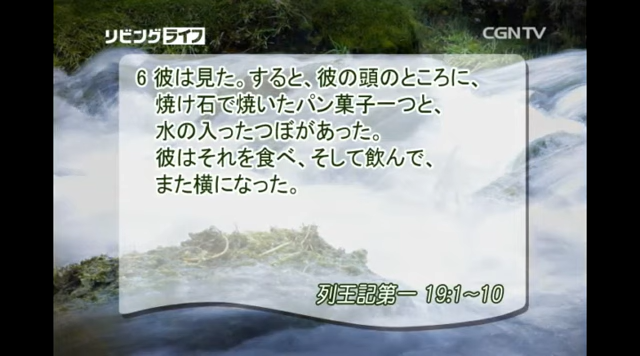 リビングライフ
CGNTV
6 彼は見た。すると、彼の頭のところに、
焼け石で焼いたパン菓子一つと、
水の入ったつぼがあった。
彼はそれを食べ、そして飲んで、
また横になった。
列王記第一 19:1～10